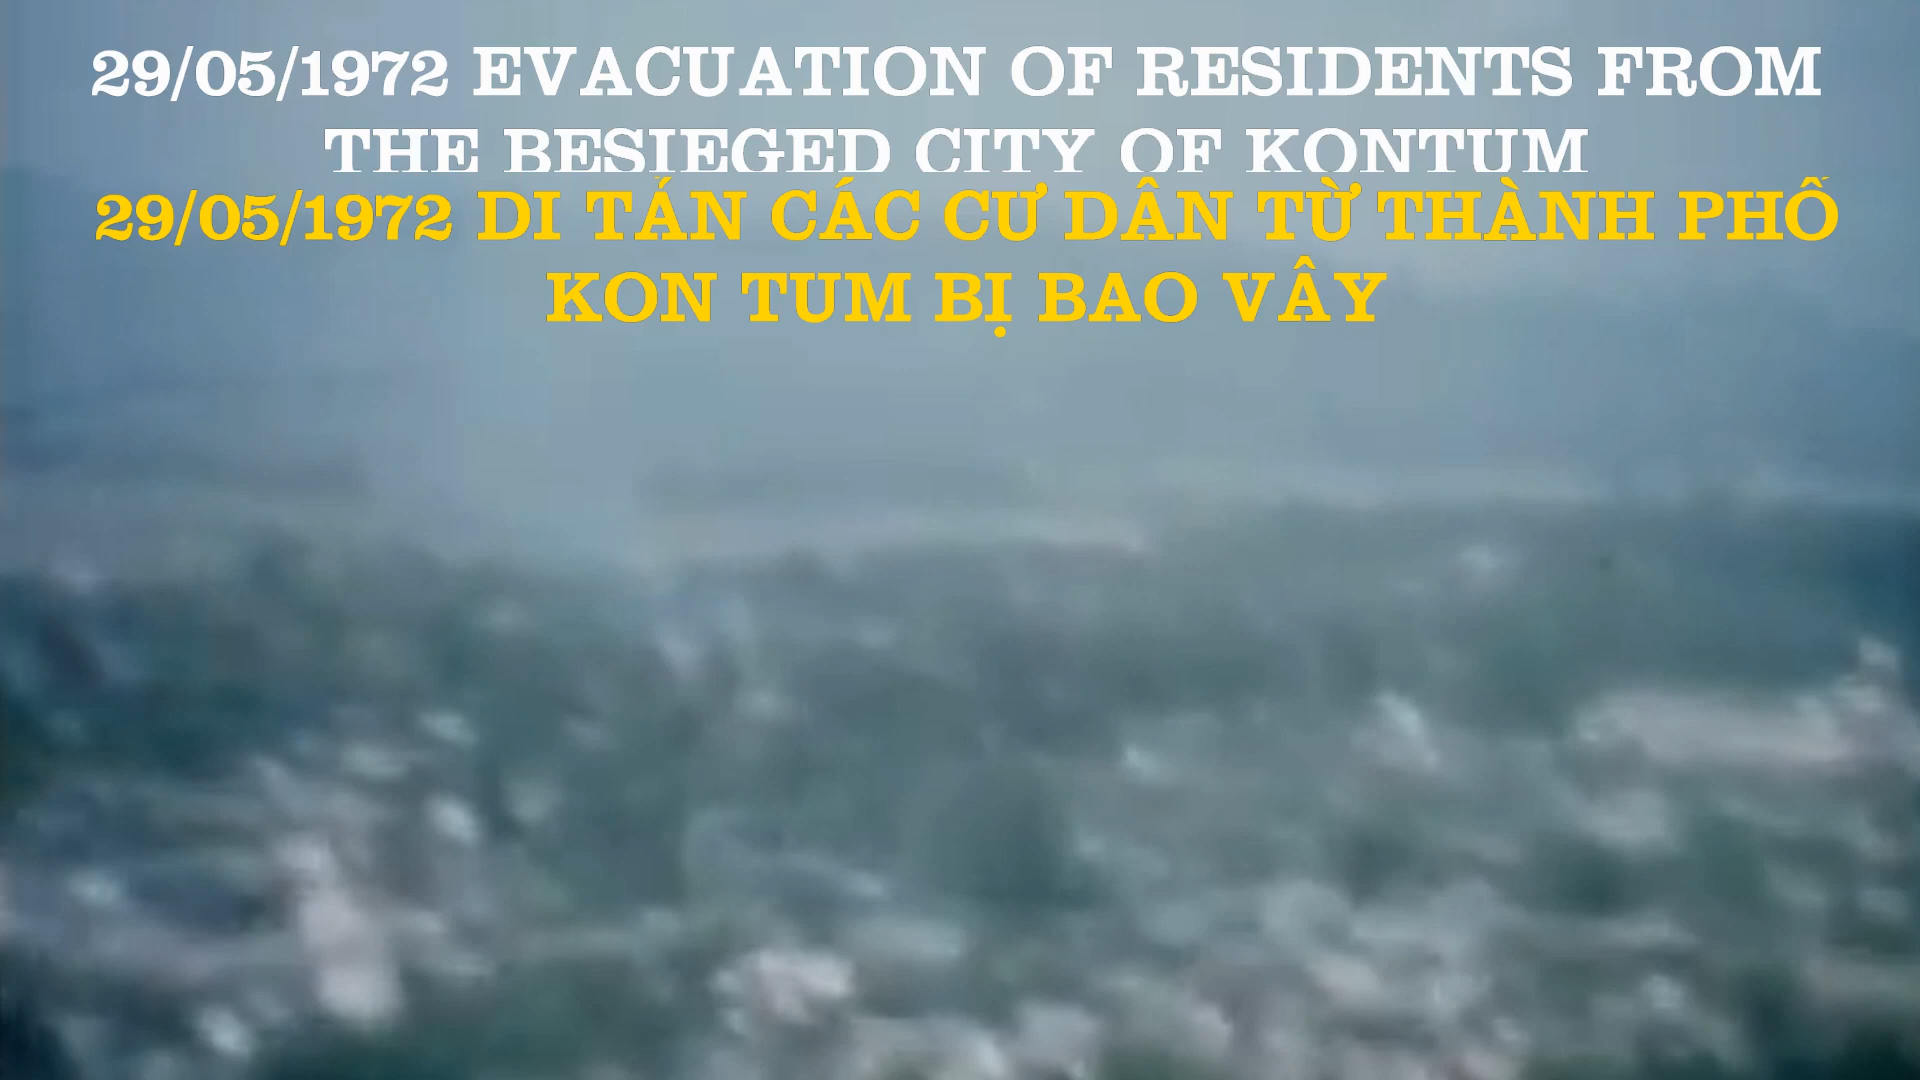 29/05/1972 EVACUATION OF RESIDENTS FROM
THE BESIEGED CITY OF KONTUM
29/05/1972 DI TẢN CÁC CƯ DÂN TỪ THÀNH PHỐ
KON TUM BỊ BAO VÂY